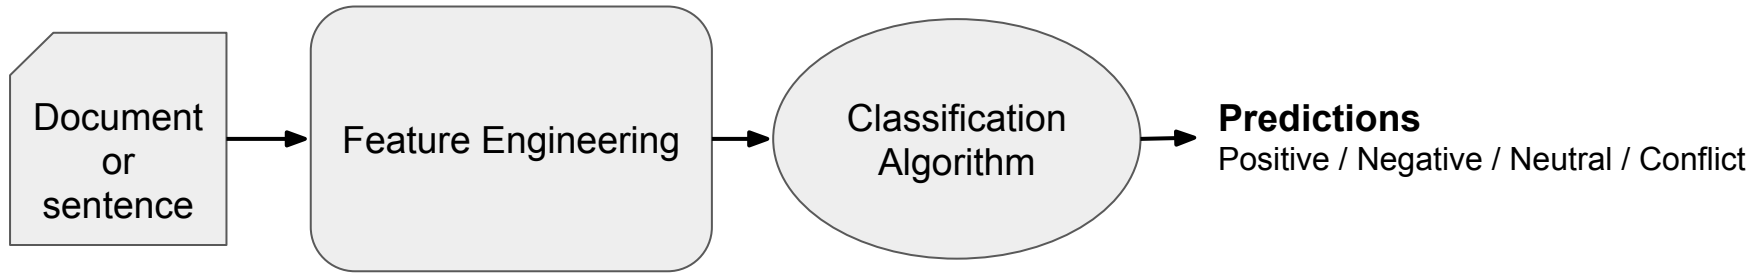 Document
or
sentence
Feature Engineering
Classification
Algorithm
Predictions
Positive / Negative / Neutral / Conflict